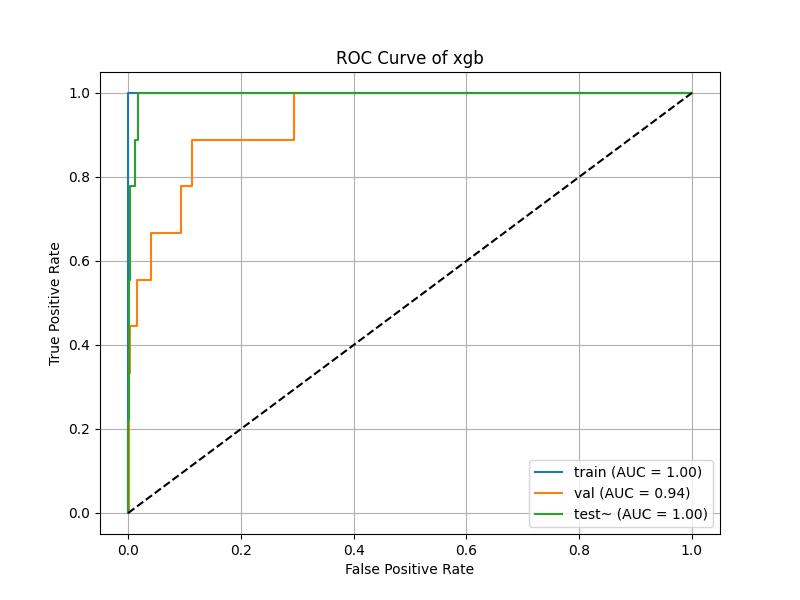 ROC Curve of xgb
True Positive Rate
1.0
0.8
0.6
0.4
0.2
0.0
0.0 0.2 0.4 0.6 0.8 1.0
False Positive Rate
train (AUC = 1.00)
val (AUC = 0.94)
test~ (AUC = 1.00)